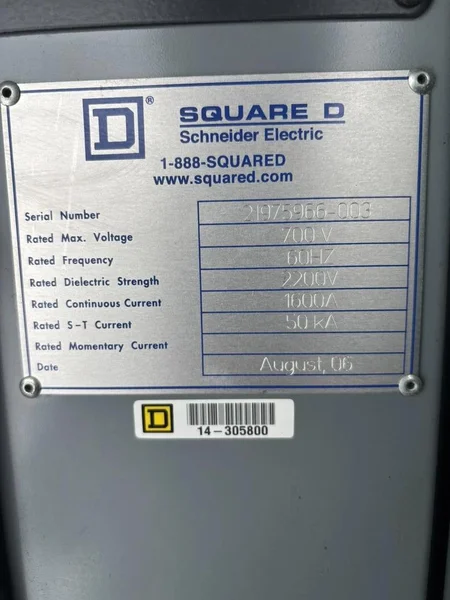 D ®
SQUARE D
Schneider Electric
1-888-SQUARED
www.squared.com
Serial Number 21975966-003
Rated Max. Voltage 700 V
Rated Frequency 60HZ
Rated Dielectric Strength 2200V
Rated Continuous Current 1600A
Rated S-T Current 50 kA
Rated Momentary Current
Date August, 06
D
14-305800